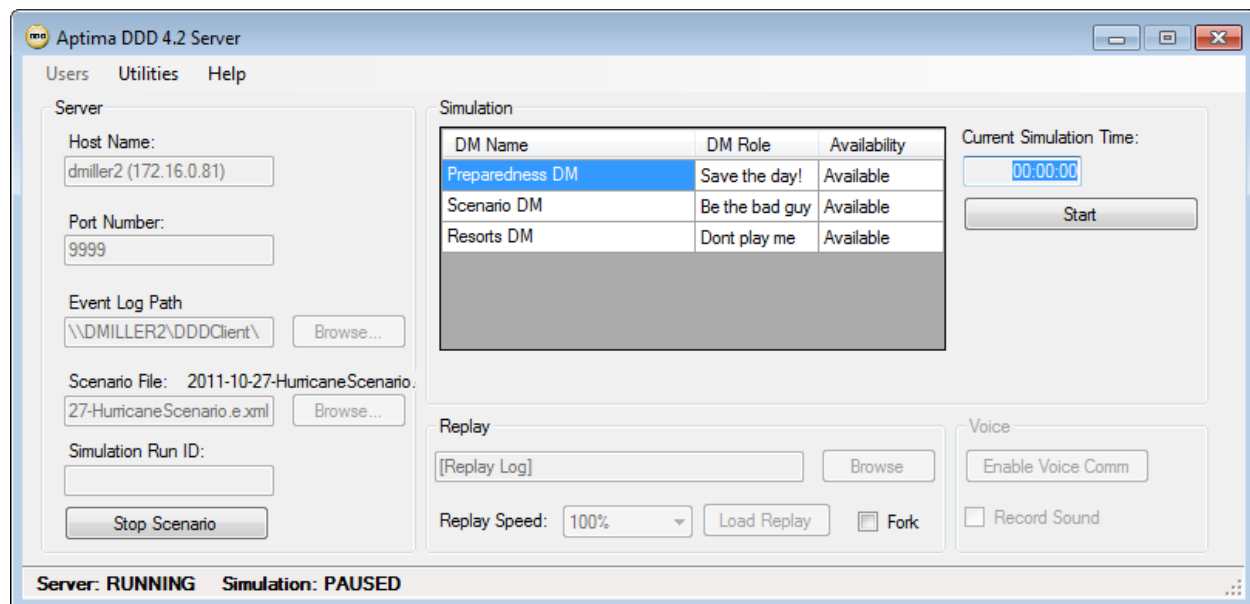 Aptima DDD 4.2 Server
Users Utilities Help
Server
Host Name:
dmiller2 (172.16.0.81)
Port Number:
9999
Event Log Path
\\DMILLER2\DDDClient\
Browse...
Scenario File: 2011-10-27-HurricaneScenario.
27-HurricaneScenario.e.xml
Browse...
Simulation Run ID:
Stop Scenario
Simulation
DM Name DM Role Availability
Preparedness DM Save the day! Available
Scenario DM Be the bad guy Available
Resorts DM Dont play me Available
Current Simulation Time:
00:00:00
Start
Replay
[Replay Log]
Browse
Replay Speed: 100% Load Replay Fork
Voice
Enable Voice Comm
Record Sound
Server: RUNNING Simulation: PAUSED